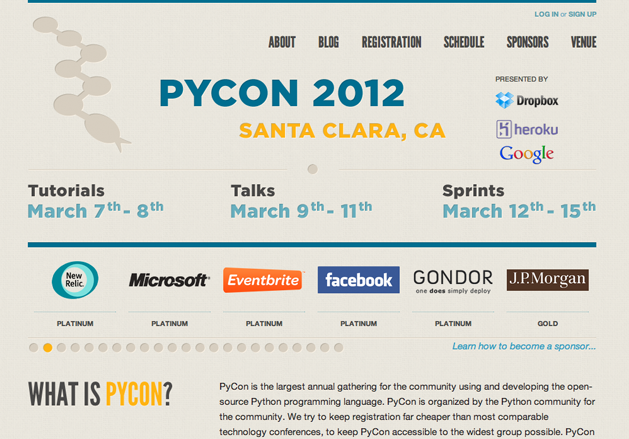 LOG IN or SIGN UP
ABOUT BLOG REGISTRATION SCHEDULE SPONSORS VENUE
PYCON 2012
SANTA CLARA, CA
PRESENTED BY
Dropbox
heroku
Google
Tutorials
March 7th - 8th
Talks
March 9th - 11th
Sprints
March 12th - 15th
New
Relic.
Microsoft
Eventbrite
facebook
GONDOR
one does simply deploy
J.P.Morgan
PLATINUM PLATINUM PLATINUM PLATINUM PLATINUM GOLD
Learn how to become a sponsor...
WHAT IS PYCON?
PyCon is the largest annual gathering for the community using and developing the open-
source Python programming language. PyCon is organized by the Python community for
the community. We try to keep registration far cheaper than most comparable
technology conferences, to keep PyCon accessible to the widest group possible. PyCon